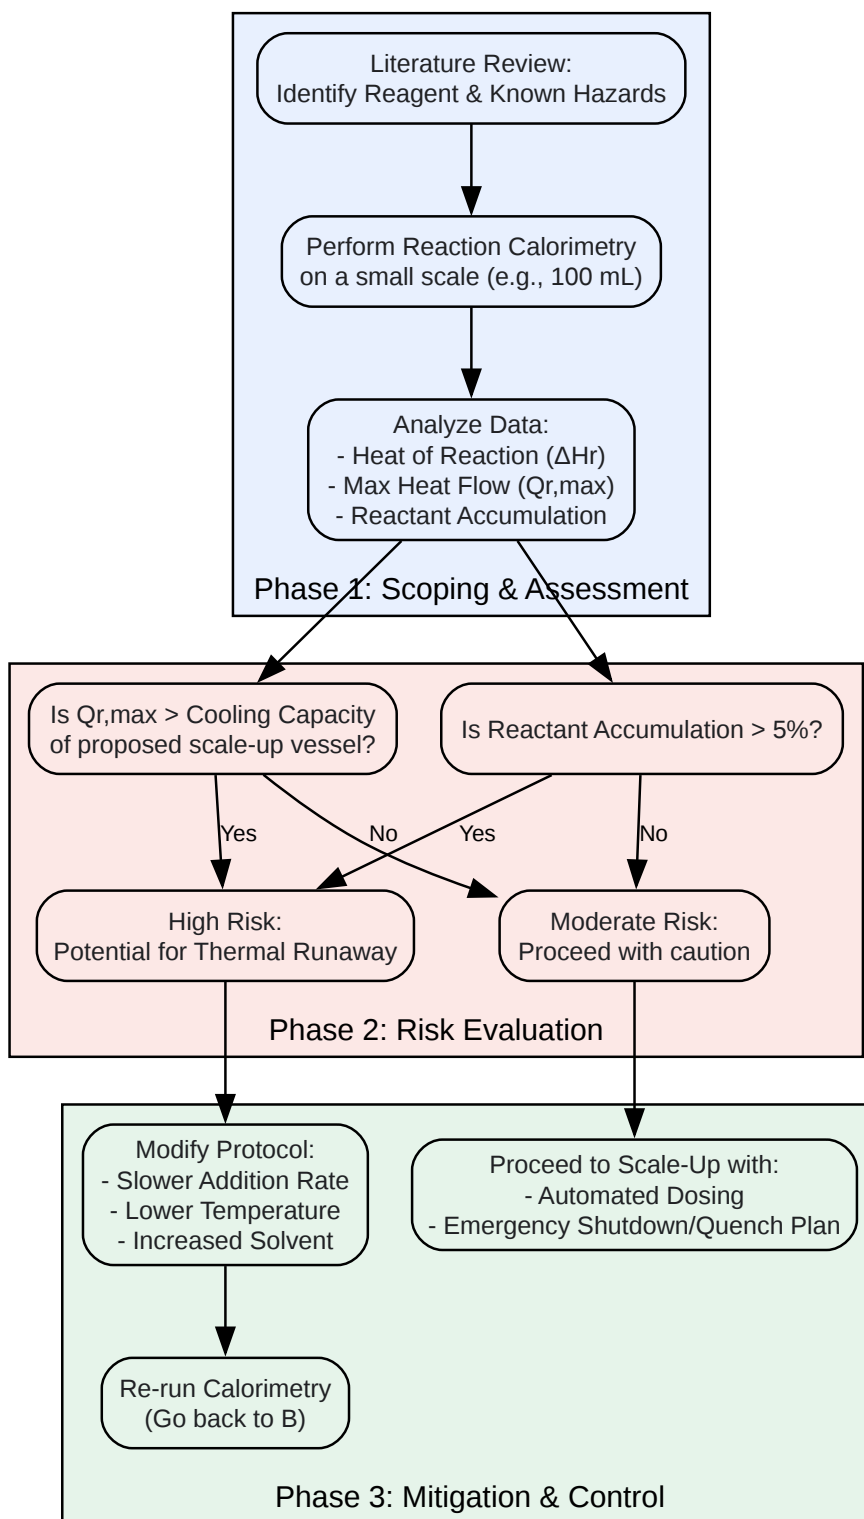 Literature Review:
Identify Reagent & Known Hazards
Perform Reaction Calorimetry
on a small scale (e.g., 100 mL)
Analyze Data:
- Heat of Reaction (ΔHr)
- Max Heat Flow (Qr,max)
- Reactant Accumulation
Phase 1: Scoping & Assessment
Is Qr,max > Cooling Capacity
of proposed scale-up vessel?
Is Reactant Accumulation > 5%?
Yes
No
Yes
No
High Risk:
Potential for Thermal Runaway
Moderate Risk:
Proceed with caution
Phase 2: Risk Evaluation
Modify Protocol:
- Slower Addition Rate
- Lower Temperature
- Increased Solvent
Proceed to Scale-Up with:
- Automated Dosing
- Emergency Shutdown/Quench Plan
Re-run Calorimetry
(Go back to B)
Phase 3: Mitigation & Control